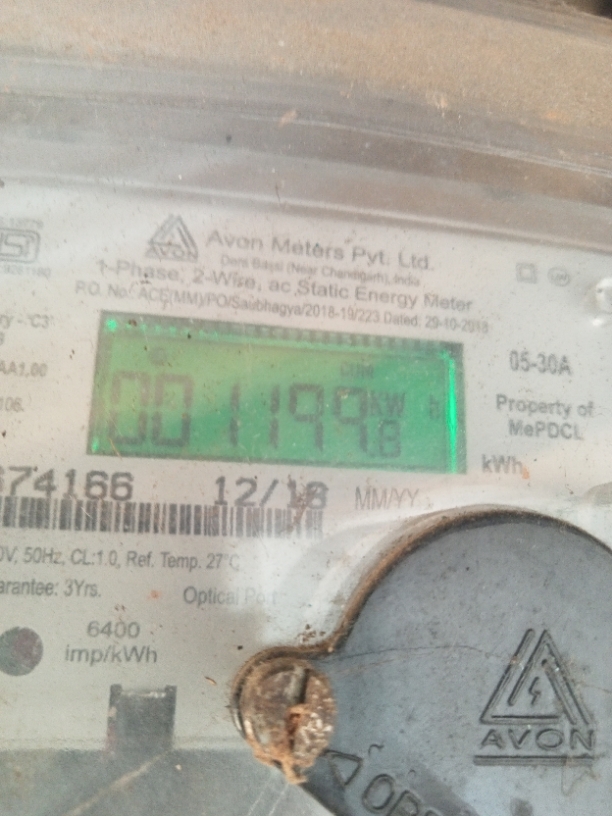 AVON
Avon Meters Pvt. Ltd.
Dera Bassi (Near Chandigarh), India
1-Phase, 2-Wire, ac Static Energy Meter
P.O. No.: ACE(MM)/PO/Saubhagya/2018-19/223 Dated: 29-10-2018
05-30A
001199.8 kWh
Property of
MePDCL
kWh
674166 12/18 MM/YY
0V, 50Hz, CL:1.0, Ref. Temp. 27°C
arantee: 3Yrs.
Optical Port
6400
imp/kWh
AVON